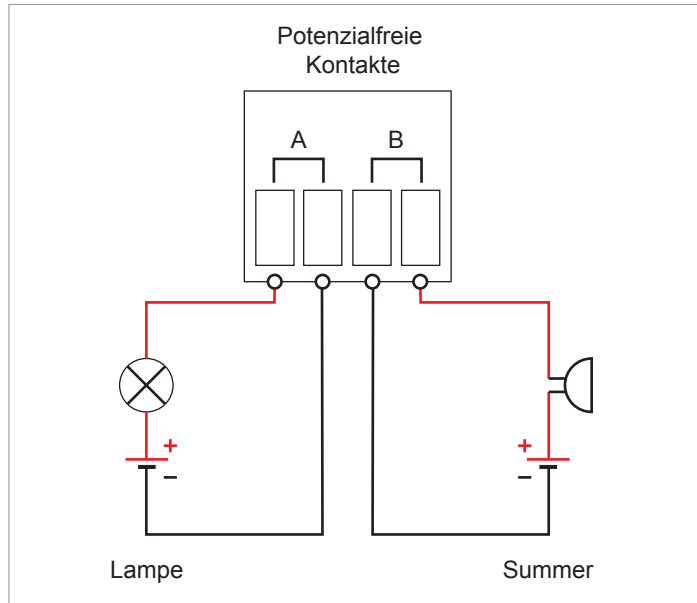 Potenzialfreie
Kontakte
A B
+ +
– –
Lampe Summer